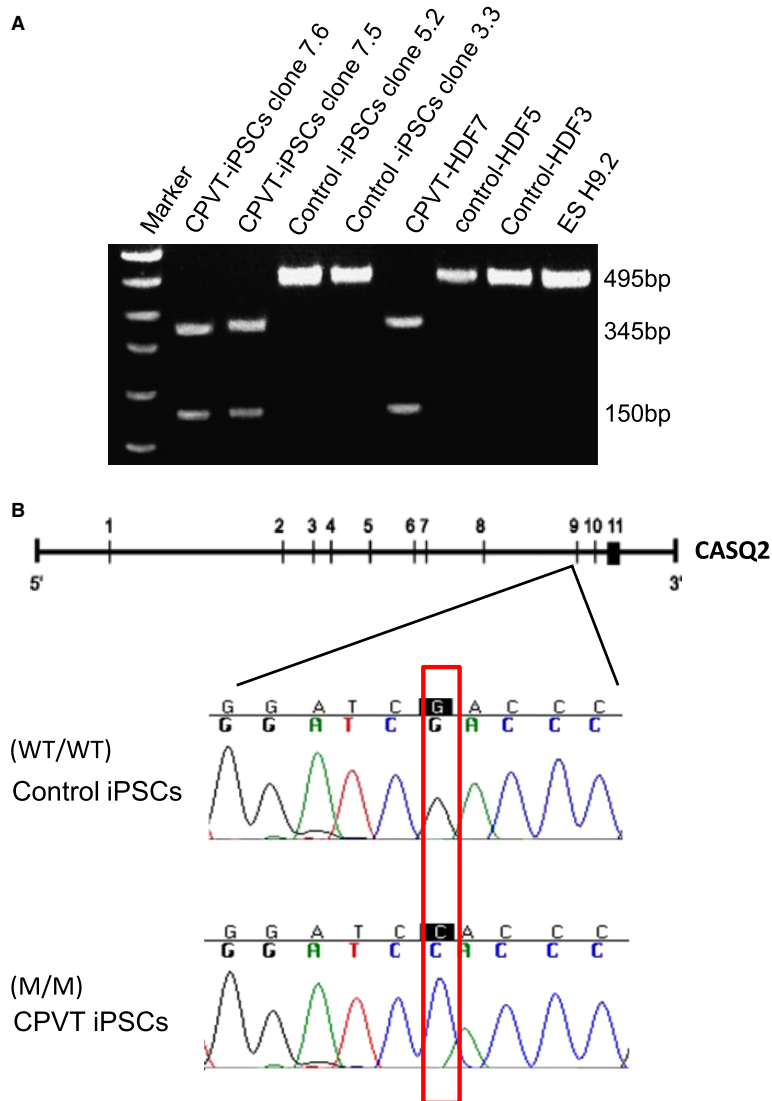 A
Marker
CPVT-iPSCs clone 7.6
CPVT-iPSCs clone 7.5
Control -iPSCs clone 5.2
Control -iPSCs clone 3.3
CPVT-HDF7
control-HDF5
Control-HDF3
ES H9.2
495bp
345bp
150bp
B
1 2 3 4 5 6 7 8 9 10 11
CASQ2
5' 3'
G G A T C G A C C C
G G A T C G A C C C
(WT/WT)
Control iPSCs
G G A T C C A C C C
G G A T C C A C C C
(M/M)
CPVT iPSCs